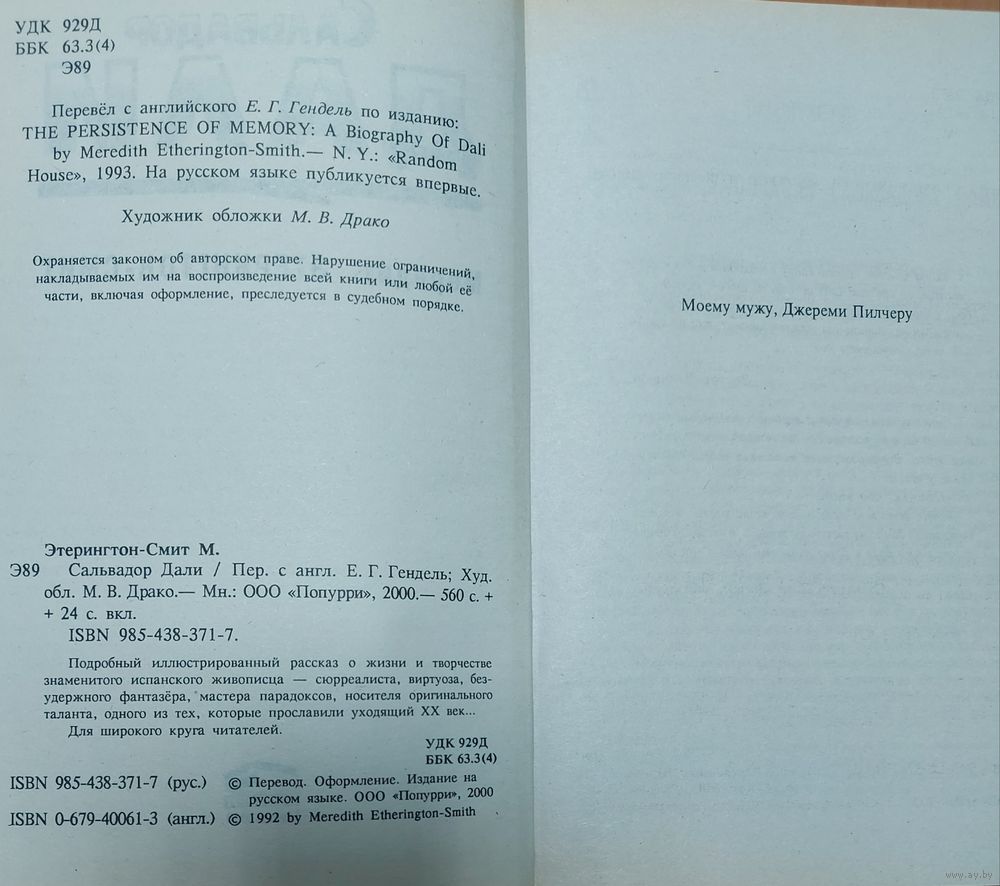 УДК 929Д
ББК 63.3(4)
Э89
Перевёл с английского Е. Г. Гендель по изданию:
THE PERSISTENCE OF MEMORY: A Biography Of Dali
by Meredith Etherington-Smith.— N. Y.: «Random
House», 1993. На русском языке публикуется впервые.
Художник обложки М. В. Драко
Охраняется законом об авторском праве. Нарушение ограничений,
накладываемых им на воспроизведение всей книги или любой её
части, включая оформление, преследуется в судебном порядке.
Этерингтон-Смит М.
Э89 Сальвадор Дали / Пер. с англ. Е. Г. Гендель; Худ.
обл. М. В. Драко.— Мн.: ООО «Попурри», 2000.— 560 с. +
+ 24 с. вкл.
ISBN 985-438-371-7.
Подробный иллюстрированный рассказ о жизни и творчестве
знаменитого испанского живописца — сюрреалиста, виртуоза, без-
удержного фантазёра, мастера парадоксов, носителя оригинального
таланта, одного из тех, которые прославили уходящий XX век...
Для широкого круга читателей.
УДК 929Д
ББК 63.3(4)
ISBN 985-438-371-7 (рус.) © Перевод. Оформление. Издание на
русском языке. ООО «Попурри», 2000
ISBN 0-679-40061-3 (англ.) © 1992 by Meredith Etherington-Smith
Моему мужу, Джереми Пилчеру
www.ay.by